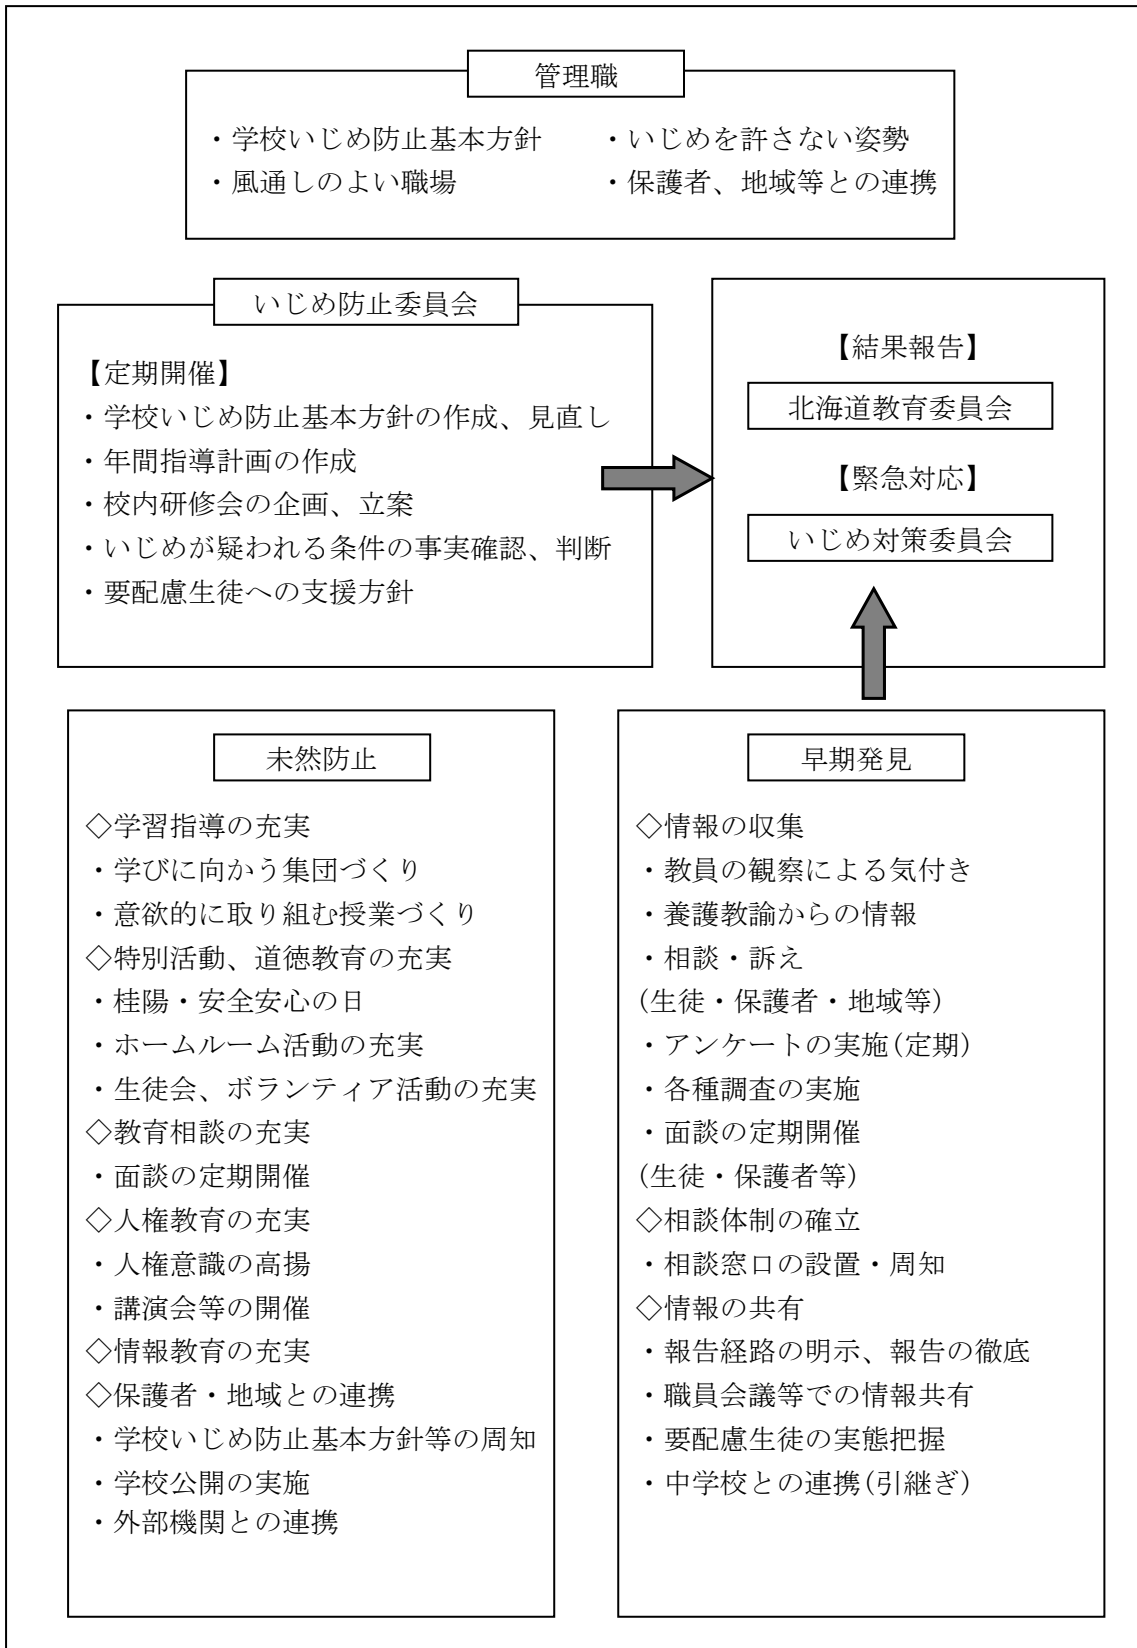 管理職
・学校いじめ防止基本方針　・いじめを許さない姿勢
・風通しのよい職場　・保護者、地域等との連携
いじめ防止委員会
【定期開催】
・学校いじめ防止基本方針の作成、見直し
・年間指導計画の作成
・校内研修会の企画、立案
・いじめが疑われる条件の事実確認、判断
・要配慮生徒への支援方針
【結果報告】
北海道教育委員会
【緊急対応】
いじめ対策委員会
未然防止
◇学習指導の充実
・学びに向かう集団づくり
・意欲的に取り組む授業づくり
◇特別活動、道徳教育の充実
・桂陽・安全安心の日
・ホームルーム活動の充実
・生徒会、ボランティア活動の充実
◇教育相談の充実
・面談の定期開催
◇人権教育の充実
・人権意識の高揚
・講演会等の開催
◇情報教育の充実
◇保護者・地域との連携
・学校いじめ防止基本方針等の周知
・学校公開の実施
・外部機関との連携
早期発見
◇情報の収集
・教員の観察による気付き
・養護教諭からの情報
・相談・訴え
(生徒・保護者・地域等)
・アンケートの実施(定期)
・各種調査の実施
・面談の定期開催
(生徒・保護者等)
◇相談体制の確立
・相談窓口の設置・周知
◇情報の共有
・報告経路の明示、報告の徹底
・職員会議等での情報共有
・要配慮生徒の実態把握
・中学校との連携(引継ぎ)